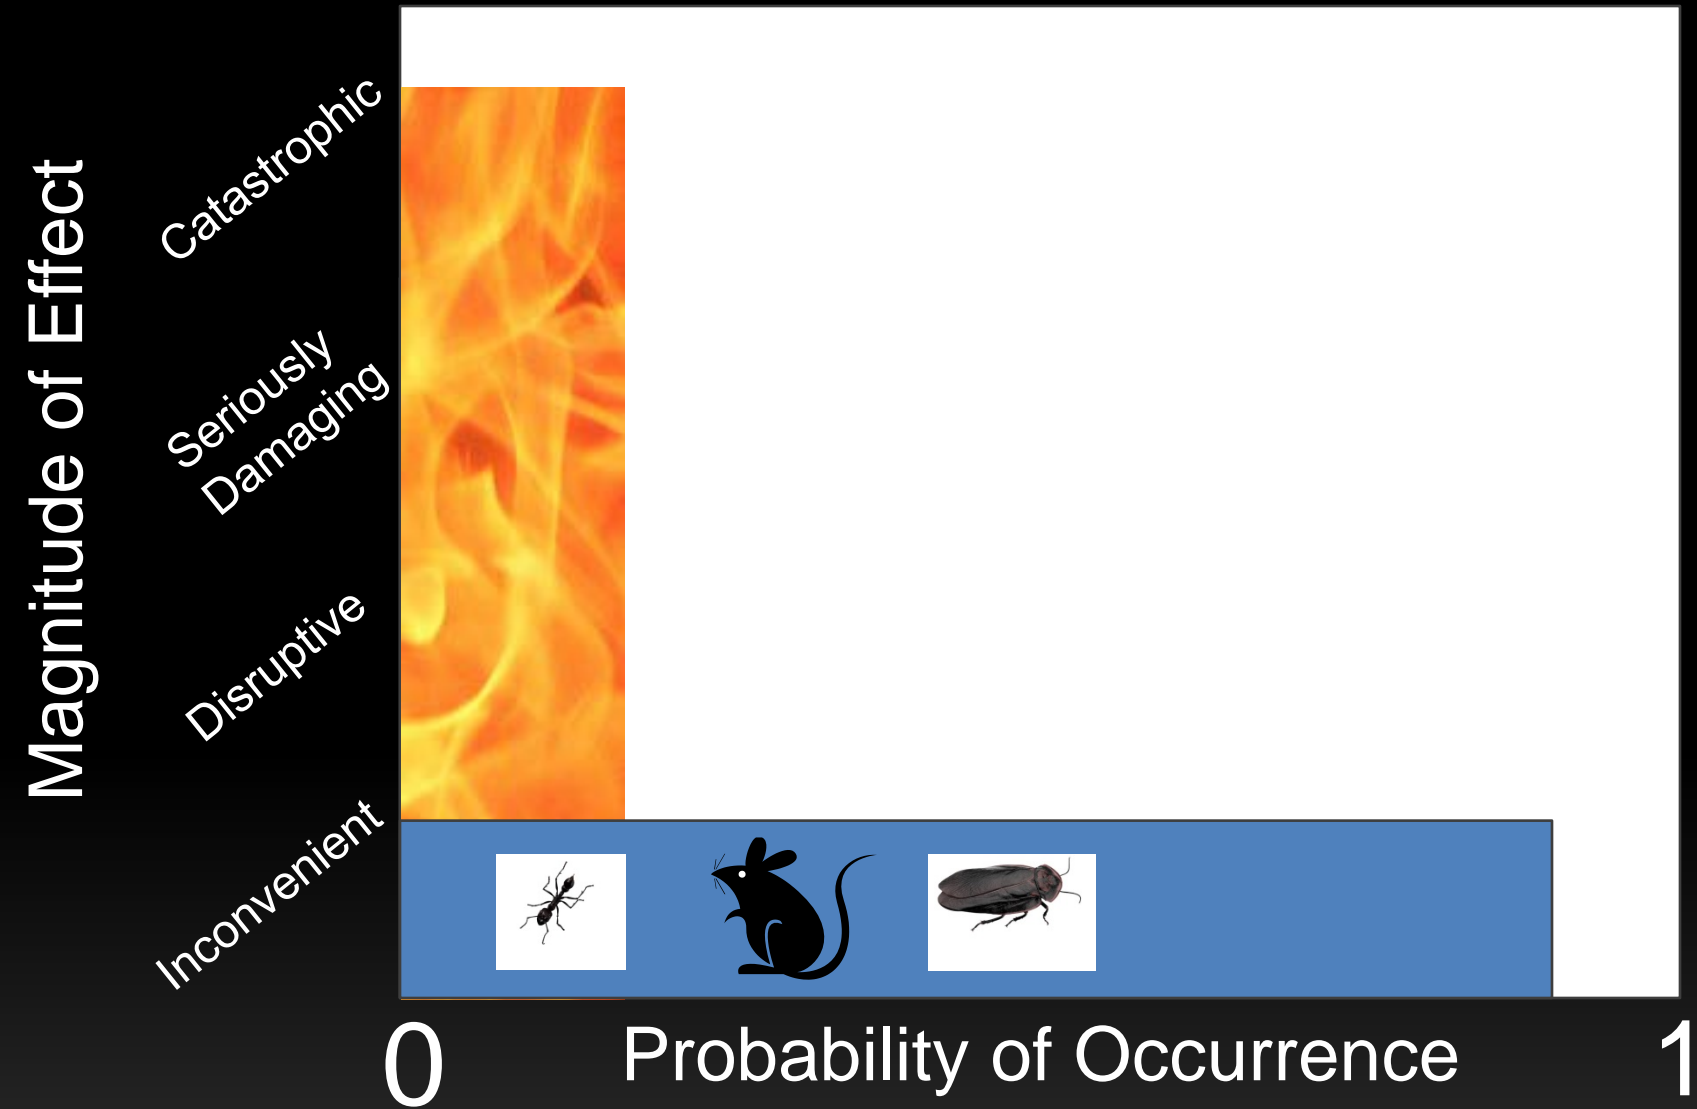 Magnitude of Effect
Catastrophic
Seriously
Damaging
Disruptive
Inconvenient
0
Probability of Occurrence
1